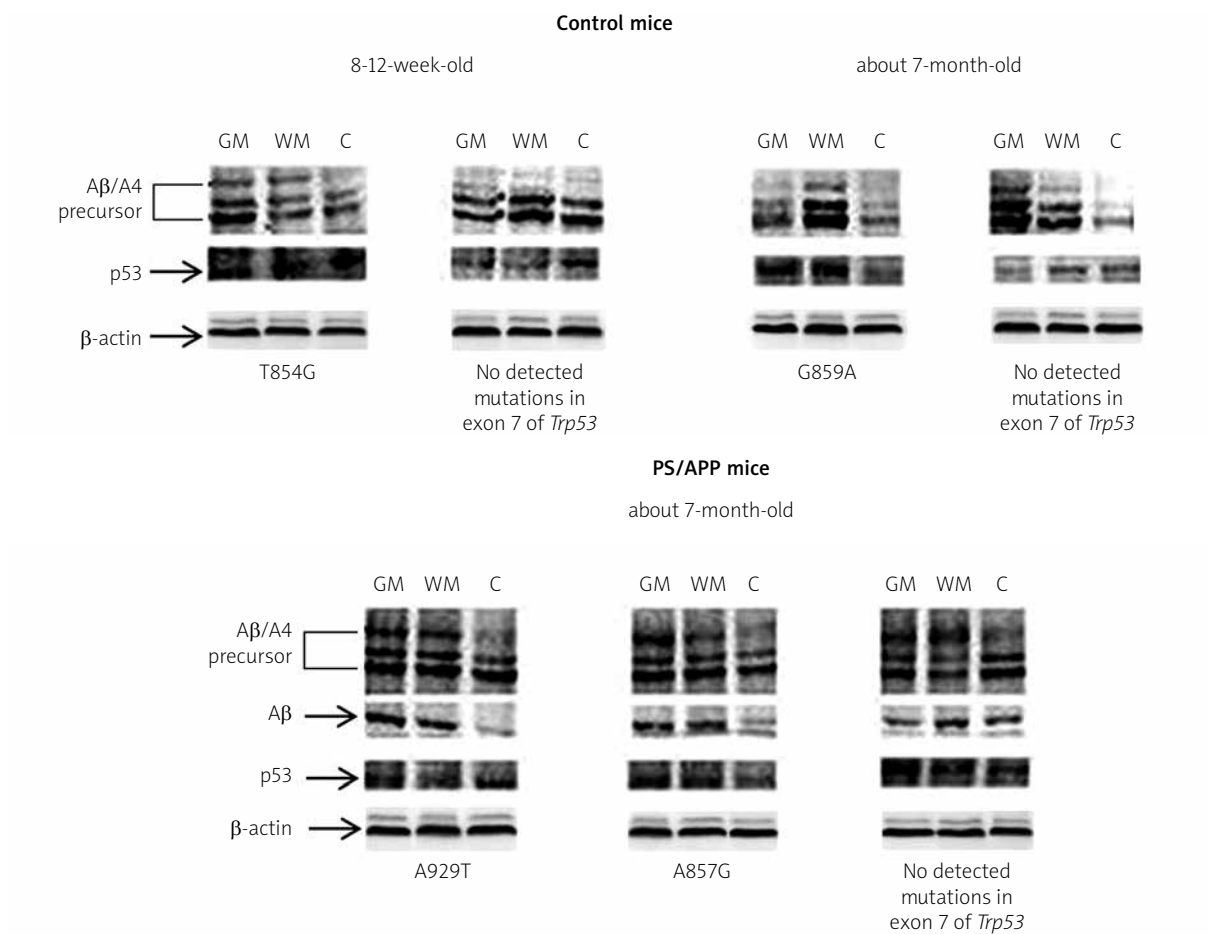 Control mice
8-12-week-old
about 7-month-old
GM WM C
GM WM C
GM WM C
GM WM C
Aβ/A4
precursor
p53
β-actin
T854G
No detected
mutations in
exon 7 of Trp53
G859A
No detected
mutations in
exon 7 of Trp53
PS/APP mice
about 7-month-old
GM WM C
GM WM C
GM WM C
Aβ/A4
precursor
Aβ
p53
β-actin
A929T
A857G
No detected
mutations in
exon 7 of Trp53